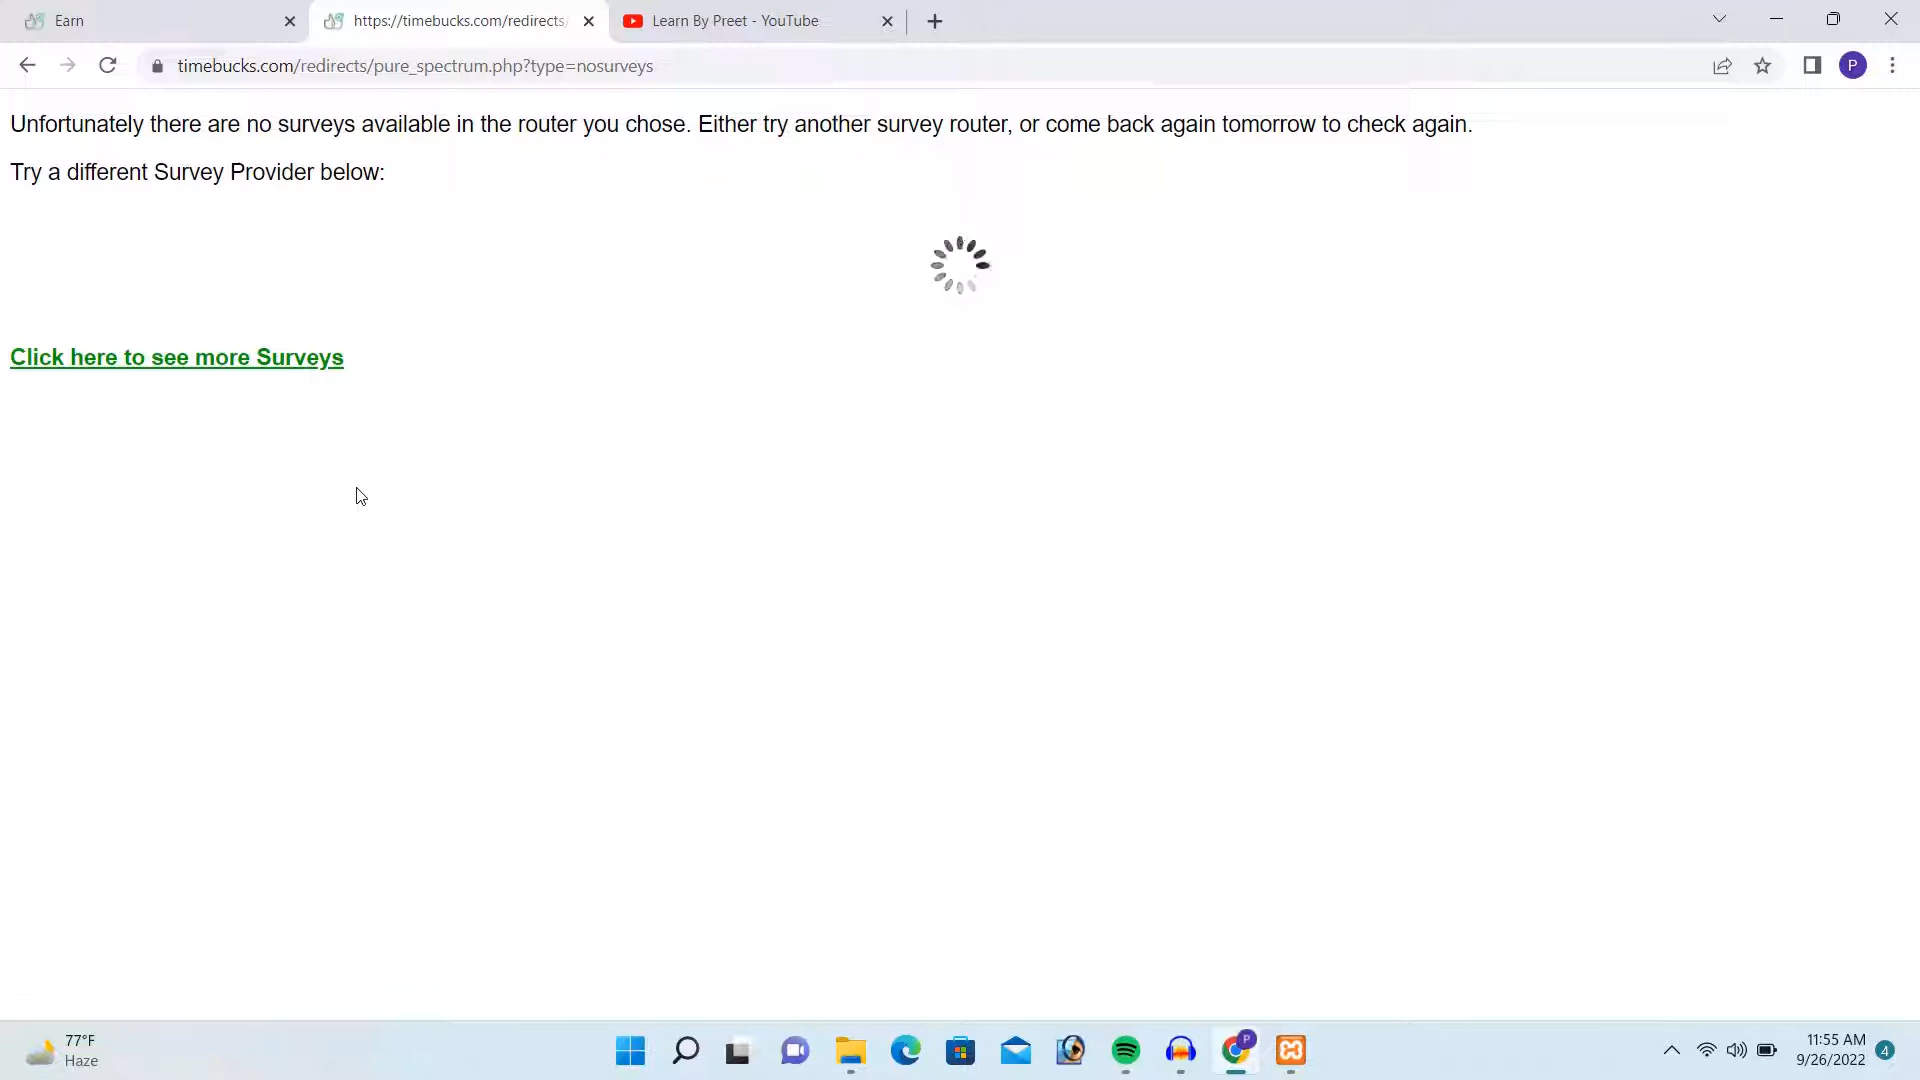 Earn
https://timebucks.com/redirects/
Learn By Preet - YouTube
timebucks.com/redirects/pure_spectrum.php?type=nosurveys
P
Unfortunately there are no surveys available in the router you chose. Either try another survey router, or come back again tomorrow to check again.
Try a different Survey Provider below:
Click here to see more Surveys
77°F
Haze
P
11:55 AM
9/26/2022
4